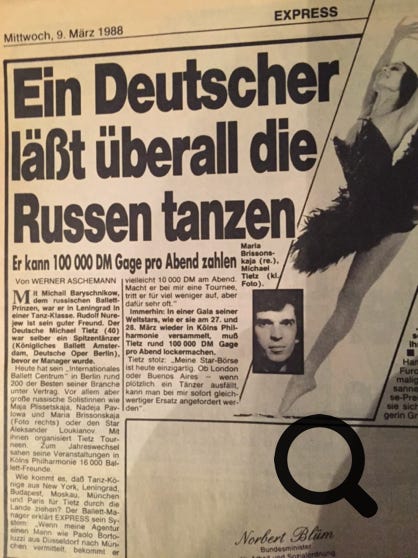 EXPRESS
Mittwoch, 9. März 1988
Ein Deutscher
läßt überall die
Russen tanzen
Er kann 100 000 DM Gage pro Abend zahlen
Maria
Brissons-
kaja (re.),
Michael
Tietz (kl.
Foto).
Von WERNER ASCHEMANN
Mit Michail Baryschnikow,
dem russischen Ballett-
Prinzen, war er in Leningrad in
einer Tanz-Klasse. Rudolf Nure-
jew ist sein guter Freund. Der
Deutsche Michael Tietz (40)
war selber ein Spitzentänzer
(Königliches Ballett Amster-
dam, Deutsche Oper Berlin),
bevor er Manager wurde.
Heute hat sein „Internationales
Ballett Centrum" in Berlin rund
200 der Besten seiner Branche
unter Vertrag. Vor allem aber
große russische Solistinnen wie
Maja Plissetskaja, Nadeja Pav-
lowa und Maria Brissonskaja
(Foto rechts) oder den Star
Aleksander Loukianov. Mit
ihnen organisiert Tietz Tour-
neen. Zum Jahreswechsel
sahen seine Veranstaltungen in
Kölns Philharmonie 16 000 Bal-
lett-Freunde.
Wie kommt es, daß Tanz-Kö-
nige aus New York, Leningrad,
Budapest, Moskau, München
und Paris für Tietz durch die
Lande ziehen? Der Ballett-Ma-
nager erklärt EXPRESS sein Sy-
stem: „Wenn meine Agentur
einen Mann wie Paolo Borto-
luzzi aus Düsseldorf nach Mün-
chen vermittelt, bekommt er
vielleicht 10 000 DM am Abend.
Macht er bei mir eine Tournee,
tritt er für viel weniger auf, aber
dafür sehr oft."
Immerhin: In einer Gala seiner
Weltstars, wie er sie am 27. und
28. März wieder in Kölns Phil-
harmonie veranstaltet, muß
Tietz rund 100 000 DM Gage
pro Abend lockermachen.
Tietz stolz: „Meine Star-Börse
ist heute einzigartig. Ob London
oder Buenos Aires – wenn
plötzlich ein Tänzer ausfällt,
kann man bei mir sofort gleich-
wertigen Ersatz angefordert wer-
den."
Norbert Blüm
Bundesminister